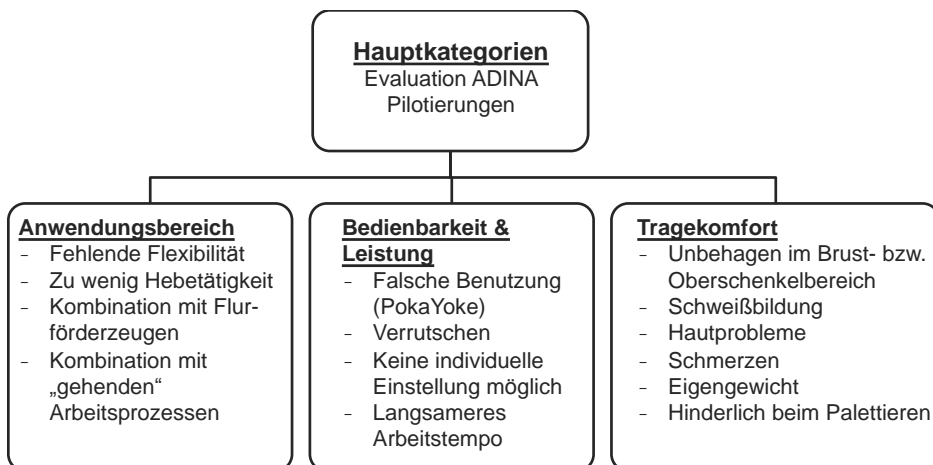 Hauptkategorien
Evaluation ADINA
Pilotierungen
Anwendungsbereich
- Fehlende Flexibilität
- Zu wenig Hebetätigkeit
- Kombination mit Flur-
förderzeugen
- Kombination mit
„gehenden“
Arbeitsprozessen
Bedienbarkeit &
Leistung
- Falsche Benutzung
(PokaYoke)
- Verrutschen
- Keine individuelle
Einstellung möglich
- Langsameres
Arbeitstempo
Tragekomfort
- Unbehagen im Brust- bzw.
Oberschenkelbereich
- Schweißbildung
- Hautprobleme
- Schmerzen
- Eigengewicht
- Hinderlich beim Palettieren